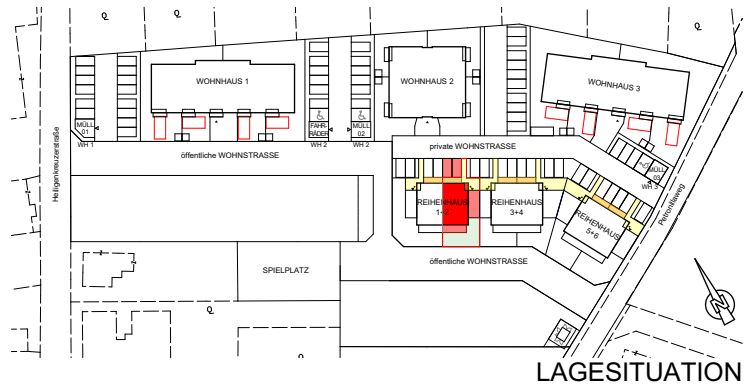 WOHNHAUS 1
WOHNHAUS 2
WOHNHAUS 3
MÜLL
01
WH 1
FAHR-
RÄDER
WH 2
MÜLL
02
WH 2
MÜLL
03
WH 3
öffentliche WOHNSTRASSE
private WOHNSTRASSE
Heiligenkreuzerstraße
Petronillaweg
REIHENHAUS
1+2
REIHENHAUS
3+4
REIHENHAUS
5+6
öffentliche WOHNSTRASSE
SPIELPLATZ
LAGESITUATION